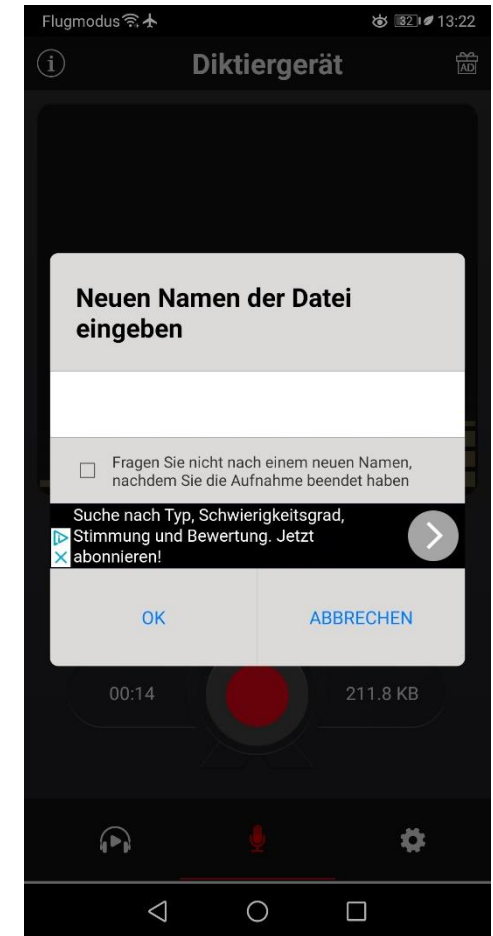 Flugmodus 32 13:22
i Diktiergerät AD
Neuen Namen der Datei
eingeben
Fragen Sie nicht nach einem neuen Namen,
nachdem Sie die Aufnahme beendet haben
Suche nach Typ, Schwierigkeitsgrad,
Stimmung und Bewertung. Jetzt
abonnieren!
OK ABBRECHEN
00:14 211.8 KB